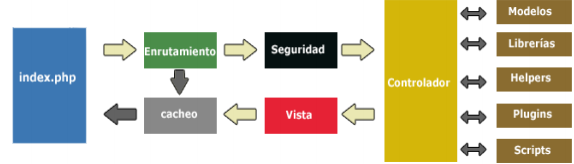 index.php
Enrutamiento
Seguridad
cacheo
Vista
Controlador
Modelos
Librerías
Helpers
Plugins
Scripts